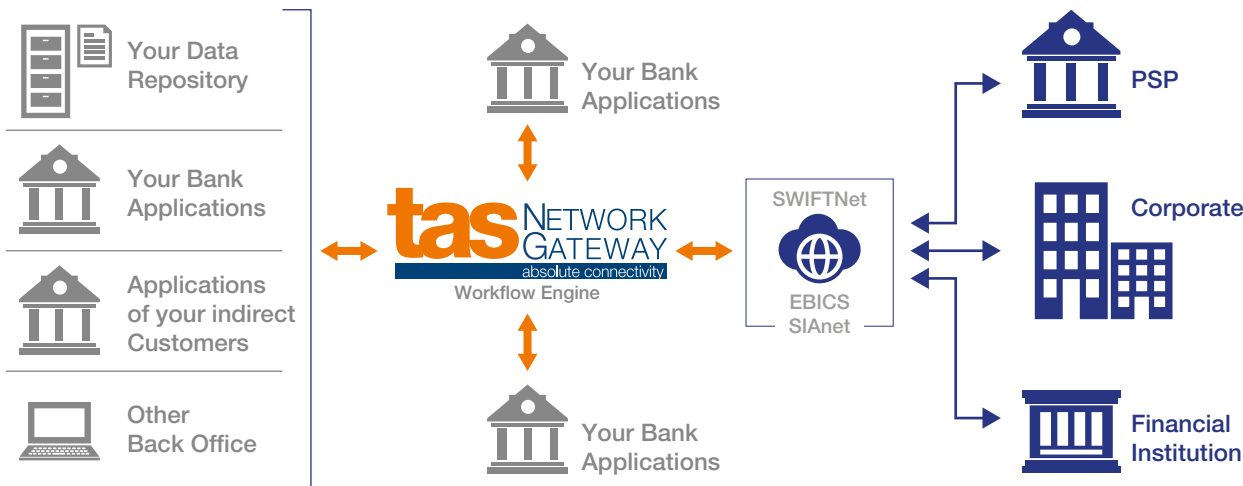 Your Data
Repository
Your Bank
Applications
Applications
of your indirect
Customers
Other
Back Office
Your Bank
Applications
tas NETWORK
GATEWAY
absolute connectivity
Workflow Engine
Your Bank
Applications
SWIFTNet
EBICS
SIAnet
PSP
Corporate
Financial
Institution